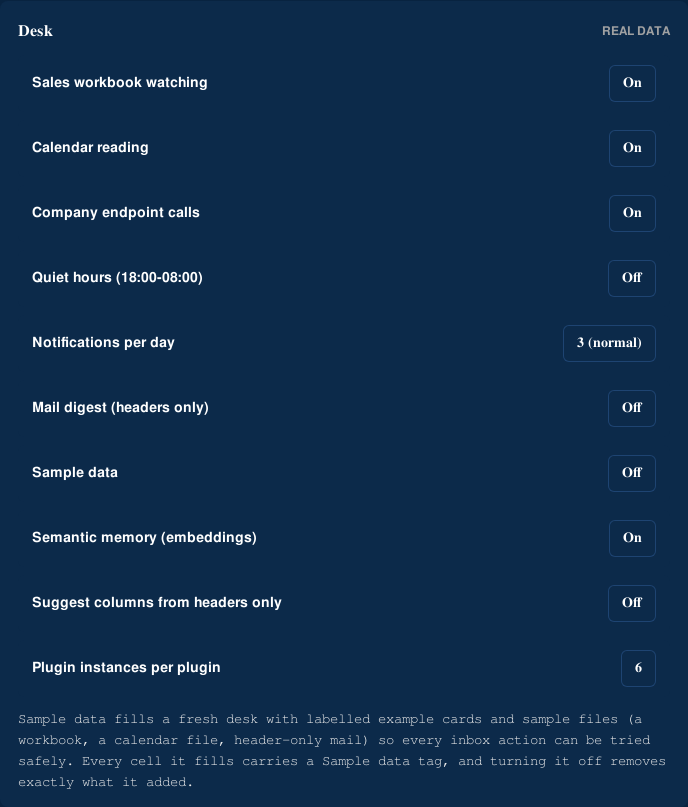 Desk REAL DATA
Sales workbook watching On
Calendar reading On
Company endpoint calls On
Quiet hours (18:00-08:00) Off
Notifications per day 3 (normal)
Mail digest (headers only) Off
Sample data Off
Semantic memory (embeddings) On
Suggest columns from headers only Off
Plugin instances per plugin 6
Sample data fills a fresh desk with labelled example cards and sample files (a
workbook, a calendar file, header-only mail) so every inbox action can be tried
safely. Every cell it fills carries a Sample data tag, and turning it off removes
exactly what it added.